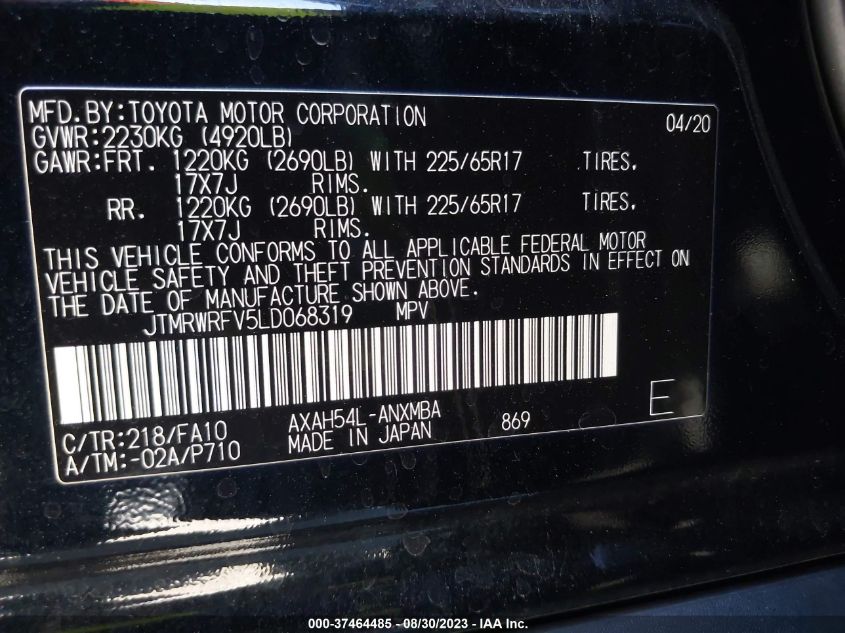 MFD.BY:TOYOTA MOTOR CORPORATION 04/20
GVWR:2230KG (4920LB)
GAWR:FRT. 1220KG (2690LB) WITH 225/65R17 TIRES,
17X7J RIMS.
RR. 1220KG (2690LB) WITH 225/65R17 TIRES,
17X7J RIMS.
THIS VEHICLE CONFORMS TO ALL APPLICABLE FEDERAL MOTOR
VEHICLE SAFETY AND THEFT PREVENTION STANDARDS IN EFFECT ON
THE DATE OF MANUFACTURE SHOWN ABOVE.
JTMRWRFV5LD068319 MPV
E
C/TR:218/FA10 AXAH54L-ANXMBA 869
A/TM:-02A/P710 MADE IN JAPAN
000-37464485 - 08/30/2023 - IAA Inc.